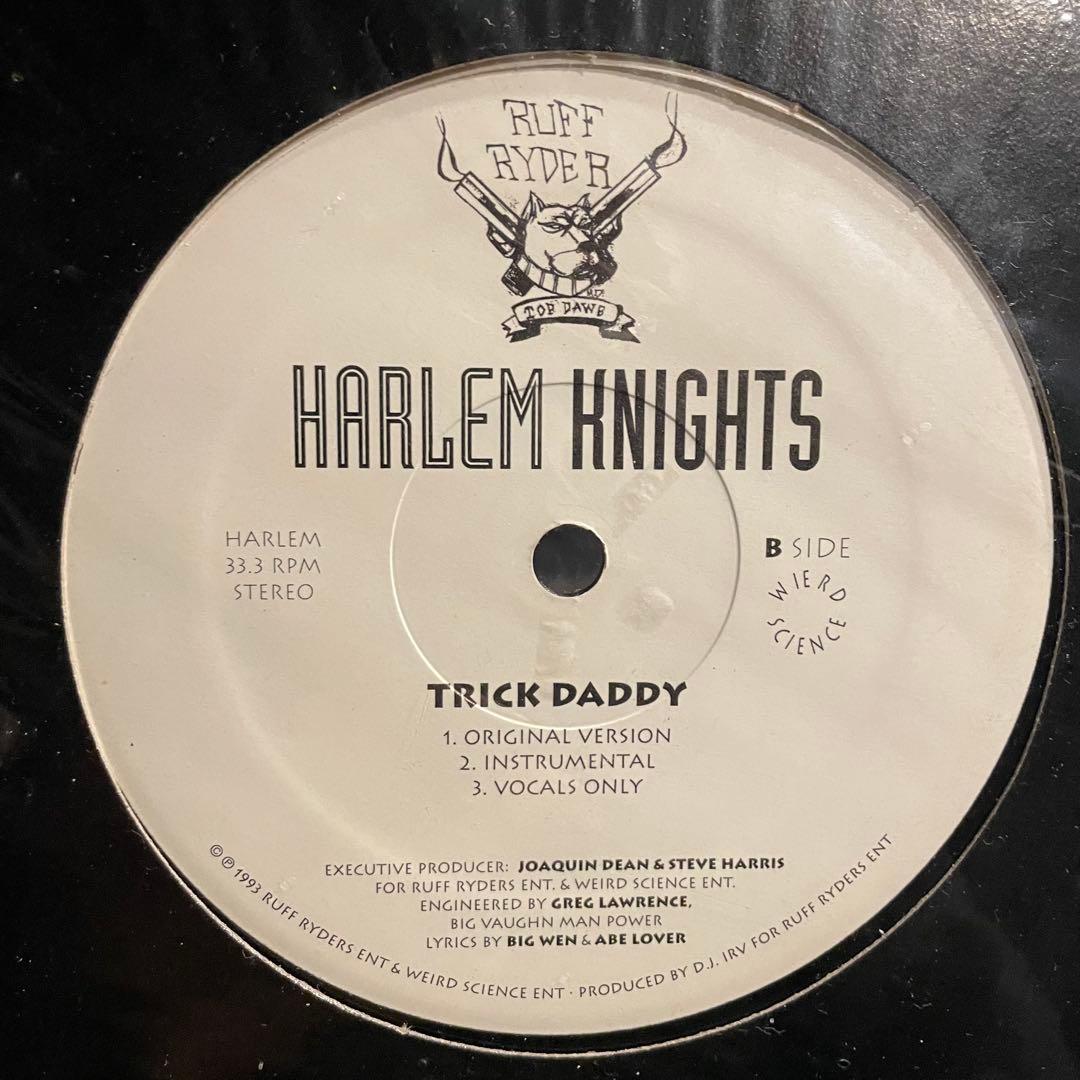 RUFF
RYDER
TOP DAWG
HARLEM KNIGHTS
HARLEM
33.3 RPM
STEREO
B SIDE
WIERD
SCIENCE
TRICK DADDY
1. ORIGINAL VERSION
2. INSTRUMENTAL
3. VOCALS ONLY
EXECUTIVE PRODUCER: JOAQUIN DEAN & STEVE HARRIS
FOR RUFF RYDERS ENT. & WEIRD SCIENCE ENT.
ENGINEERED BY GREG LAWRENCE,
BIG VAUGHN MAN POWER
LYRICS BY BIG WEN & ABE LOVER
©℗ 1993 RUFF RYDERS ENT & WEIRD SCIENCE ENT · PRODUCED BY D.J. IRV FOR RUFF RYDERS ENT